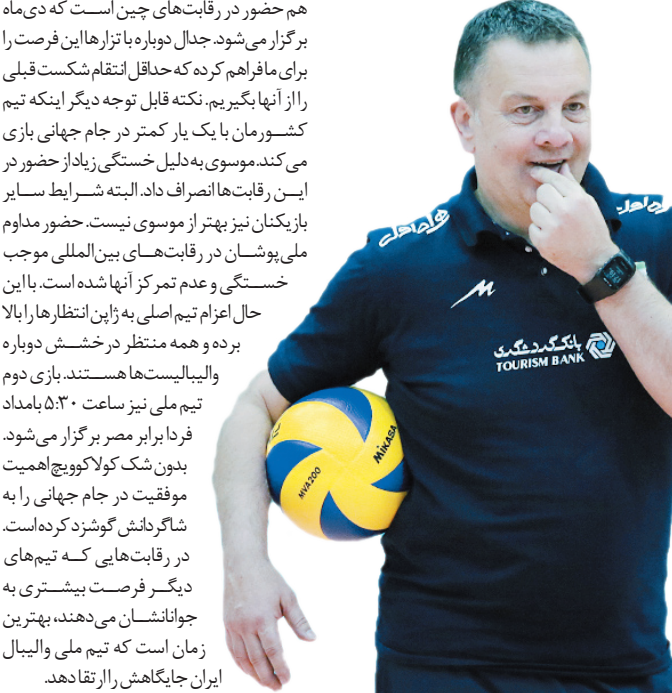 هم حضور در رقابت‌های چین است که دی‌ماه
برگزار می‌شود. جدال دوباره با تزارها این فرصت را
برای ما فراهم کرده که حداقل انتقام شکست قبلی
را از آنها بگیریم. نکته قابل توجه دیگر اینکه تیم
کشورمان با یک یار کمتر در جام جهانی بازی
می‌کند. موسوی به دلیل خستگی زیاد از حضور در
این رقابت‌ها انصراف داد. البته شرایط سایر
بازیکنان نیز بهتر از موسوی نیست. حضور مداوم
ملی‌پوشان در رقابت‌های بین‌المللی موجب
خستگی و عدم تمرکز آنها شده است. با این
حال اعزام تیم اصلی به ژاپن انتظارها را بالا
برده و همه منتظر درخشش دوباره
والیبالیست‌ها هستند. بازی دوم
تیم ملی نیز ساعت ۵:۳۰ بامداد
فردا برابر مصر برگزار می‌شود.
بدون شک کولاکوویچ اهمیت
موفقیت در جام جهانی را به
شاگردانش گوشزد کرده است.
در رقابت‌هایی که تیم‌های
دیگر فرصت بیشتری به
جوانانشان می‌دهند، بهترین
زمان است که تیم ملی والیبال
ایران جایگاهش را ارتقا دهد.
همراه اول
بانک گردشگری
TOURISM BANK
MIKASA
MVA200